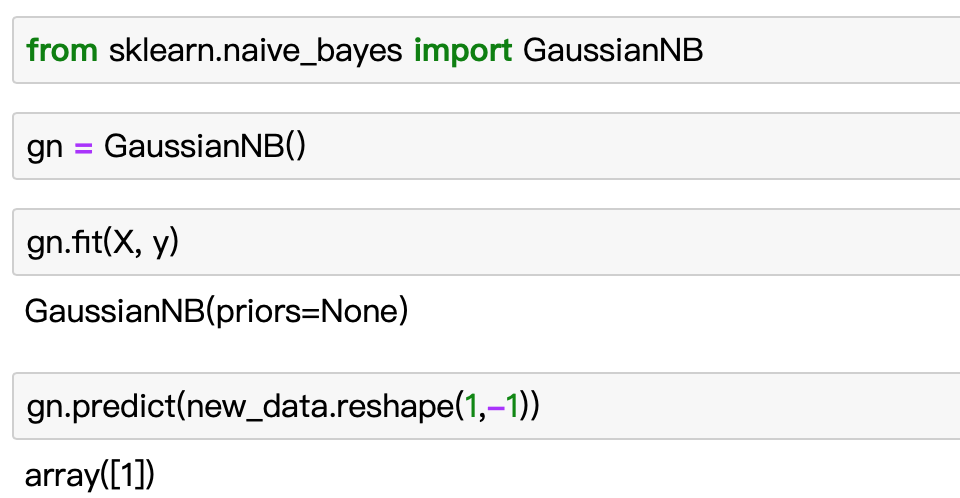 from sklearn.naive_bayes import GaussianNB
gn = GaussianNB()
gn.fit(X, y)
GaussianNB(priors=None)
gn.predict(new_data.reshape(1,-1))
array([1])